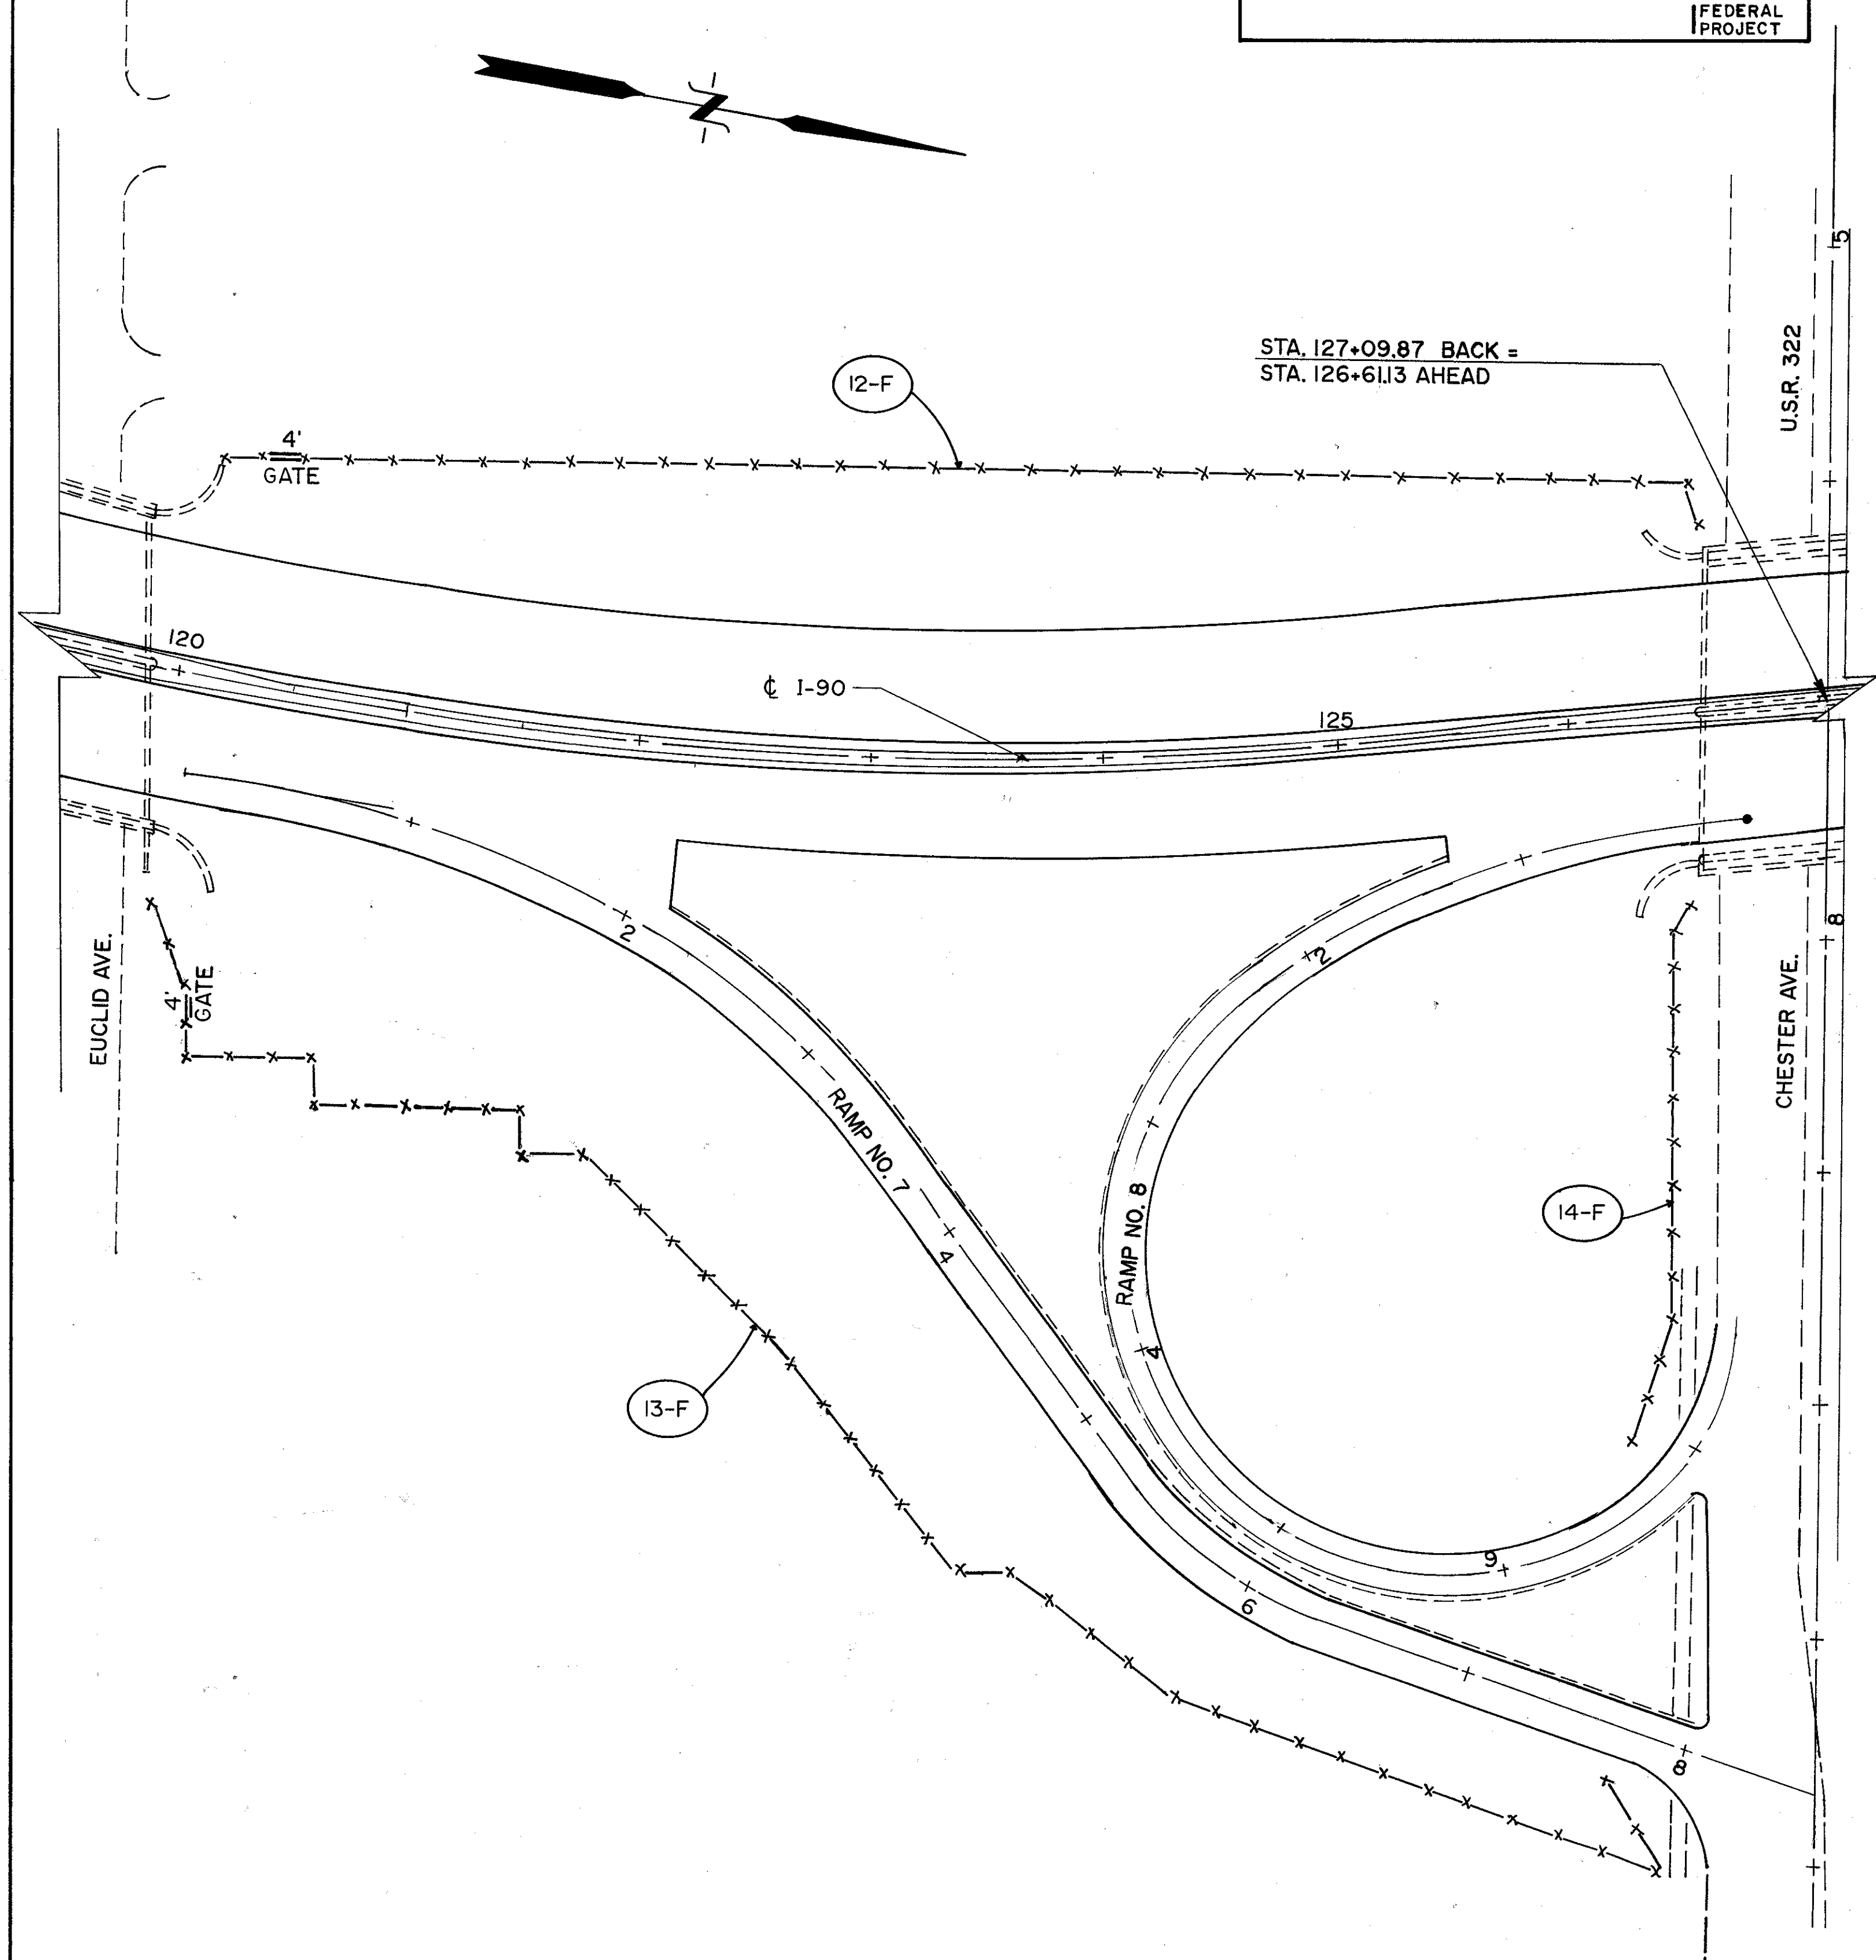 FEDERAL
PROJECT
N
5
U.S.R. 322
STA. 127+09.87 BACK =
STA. 126+61.13 AHEAD
12-F
4'
GATE
120
℄ I-90
125
2
2
8
EUCLID AVE.
4'
GATE
CHESTER AVE.
RAMP NO. 7
RAMP NO. 8
14-F
4
4
13-F
6
6
8